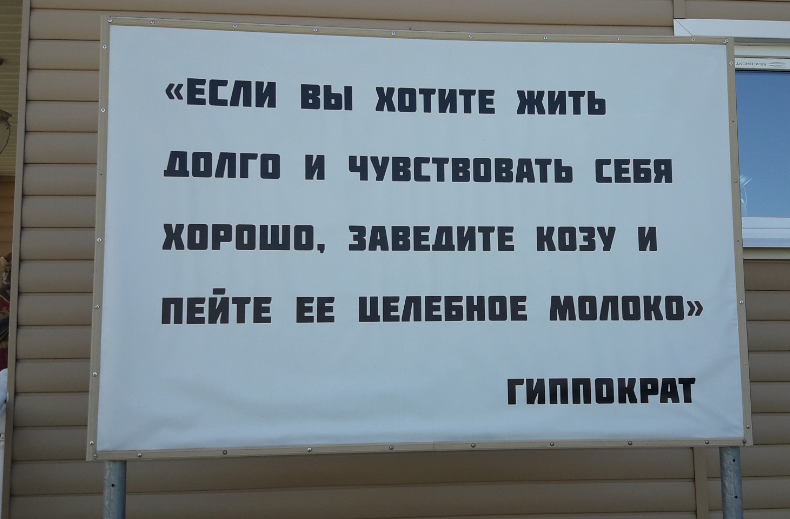 «ЕСЛИ ВЫ ХОТИТЕ ЖИТЬ
ДОЛГО И ЧУВСТВОВАТЬ СЕБЯ
ХОРОШО, ЗАВЕДИТЕ КОЗУ И
ПЕЙТЕ ЕЕ ЦЕЛЕБНОЕ МОЛОКО»
ГИППОКРАТ